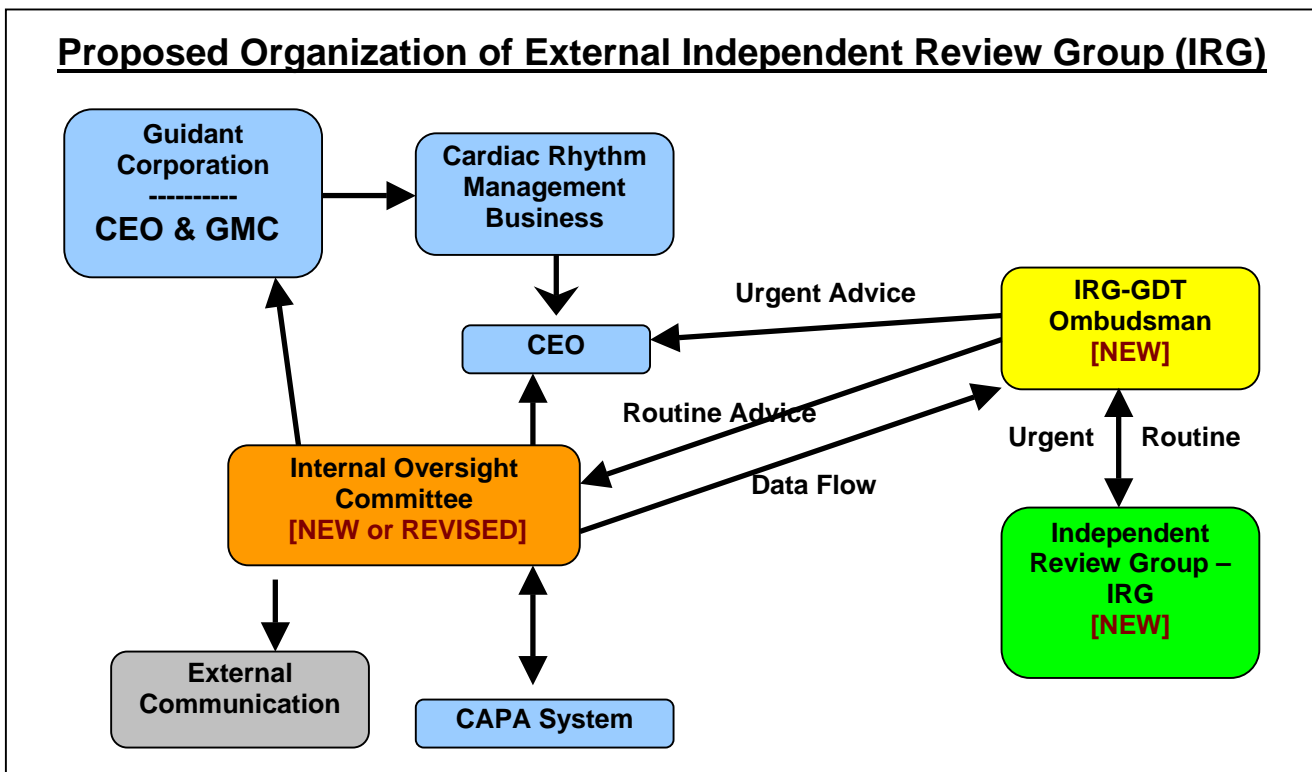 Proposed Organization of External Independent Review Group (IRG)
Guidant
Corporation
----------
CEO & GMC
Cardiac Rhythm
Management
Business
Urgent Advice
IRG-GDT
Ombudsman
[NEW]
CEO
Routine Advice
Urgent
Routine
Internal Oversight
Committee
[NEW or REVISED]
Data Flow
Independent
Review Group –
IRG
[NEW]
External
Communication
CAPA System